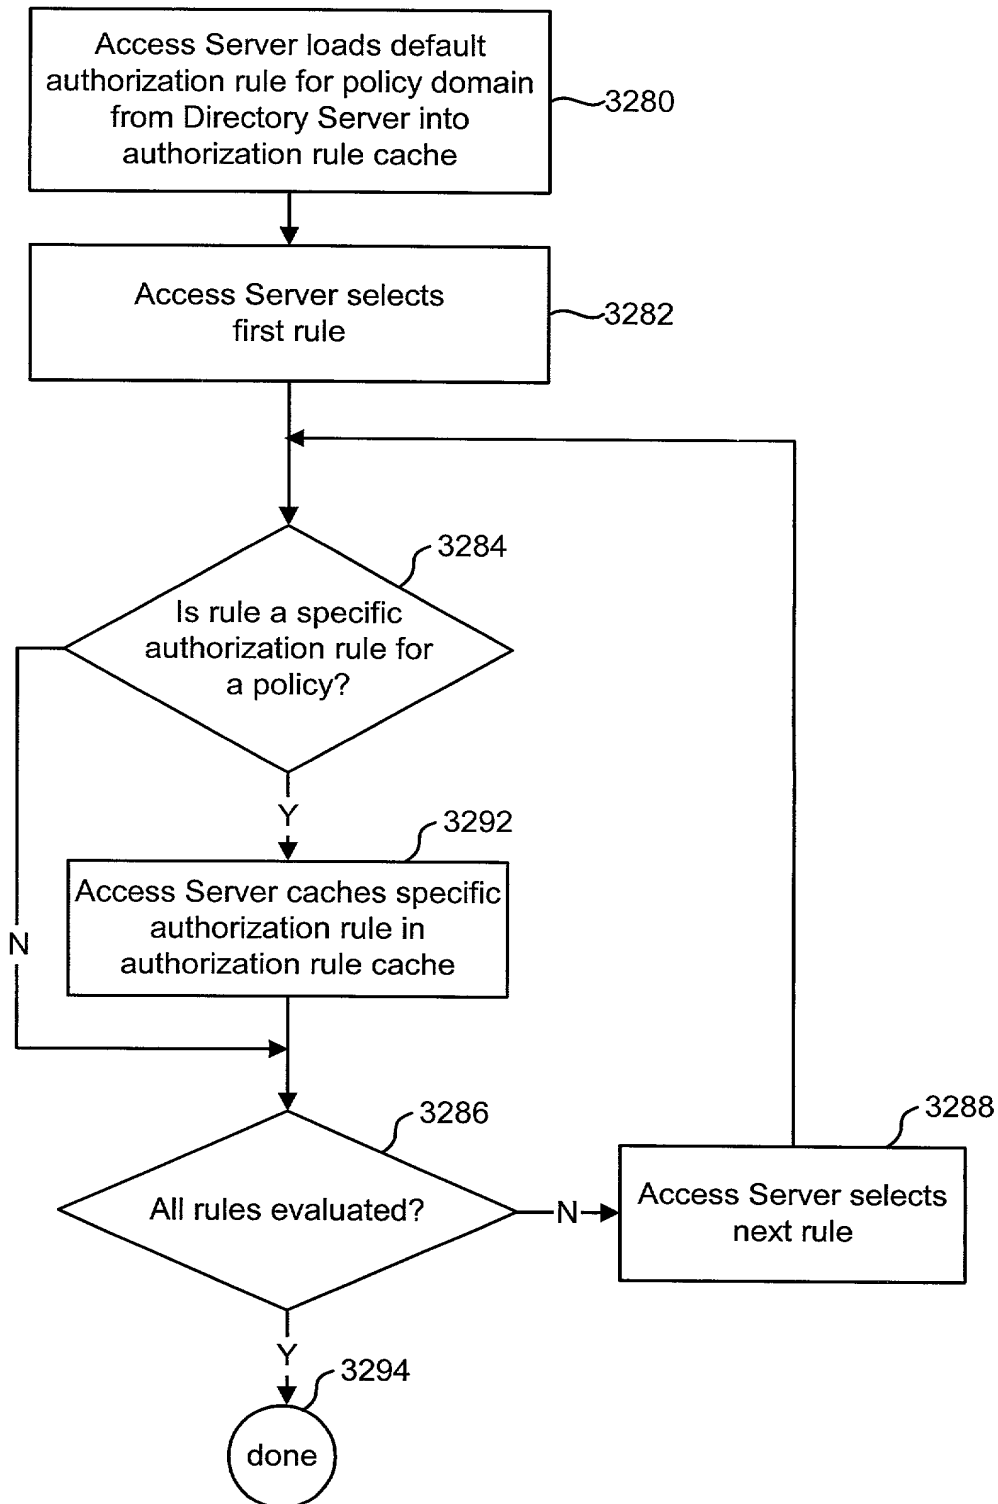 Access Server loads default
authorization rule for policy domain
from Directory Server into
authorization rule cache
3280
Access Server selects
first rule
3282
3284
Is rule a specific
authorization rule for
a policy?
Y
3292
Access Server caches specific
authorization rule in
authorization rule cache
N
3286
All rules evaluated?
N
3288
Access Server selects
next rule
Y
3294
done